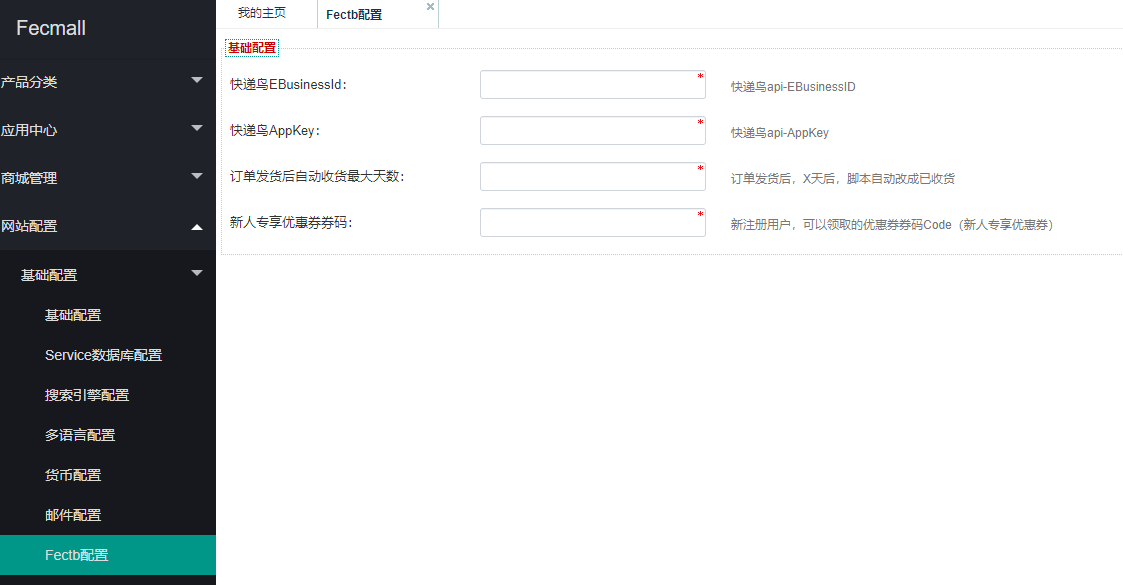 Fecmall
产品分类
应用中心
商城管理
网站配置
基础配置
基础配置
Service数据库配置
搜索引擎配置
多语言配置
货币配置
邮件配置
Fectb配置
我的主页
Fectb配置
基础配置
快递鸟EBusinessId: * 快递鸟api-EBusinessID
快递鸟AppKey: * 快递鸟api-AppKey
订单发货后自动收货最大天数: * 订单发货后，X天后，脚本自动改成已收货
新人专享优惠券券码: * 新注册用户，可以领取的优惠券券码Code（新人专享优惠券）